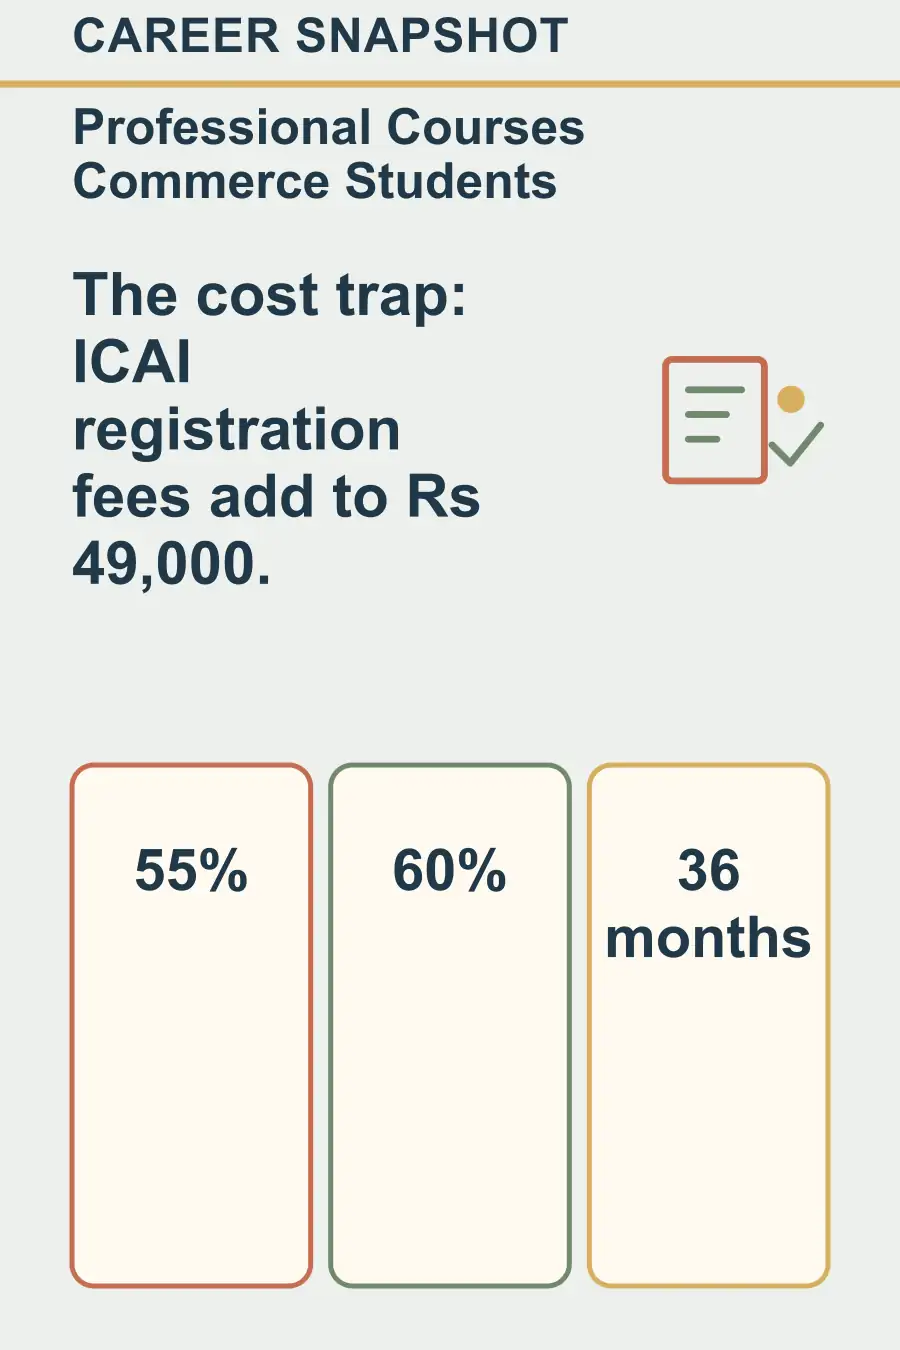 CAREER SNAPSHOT
Professional Courses
Commerce Students
The cost trap:
ICAI
registration
fees add to Rs
49,000.
55%
60%
36
months